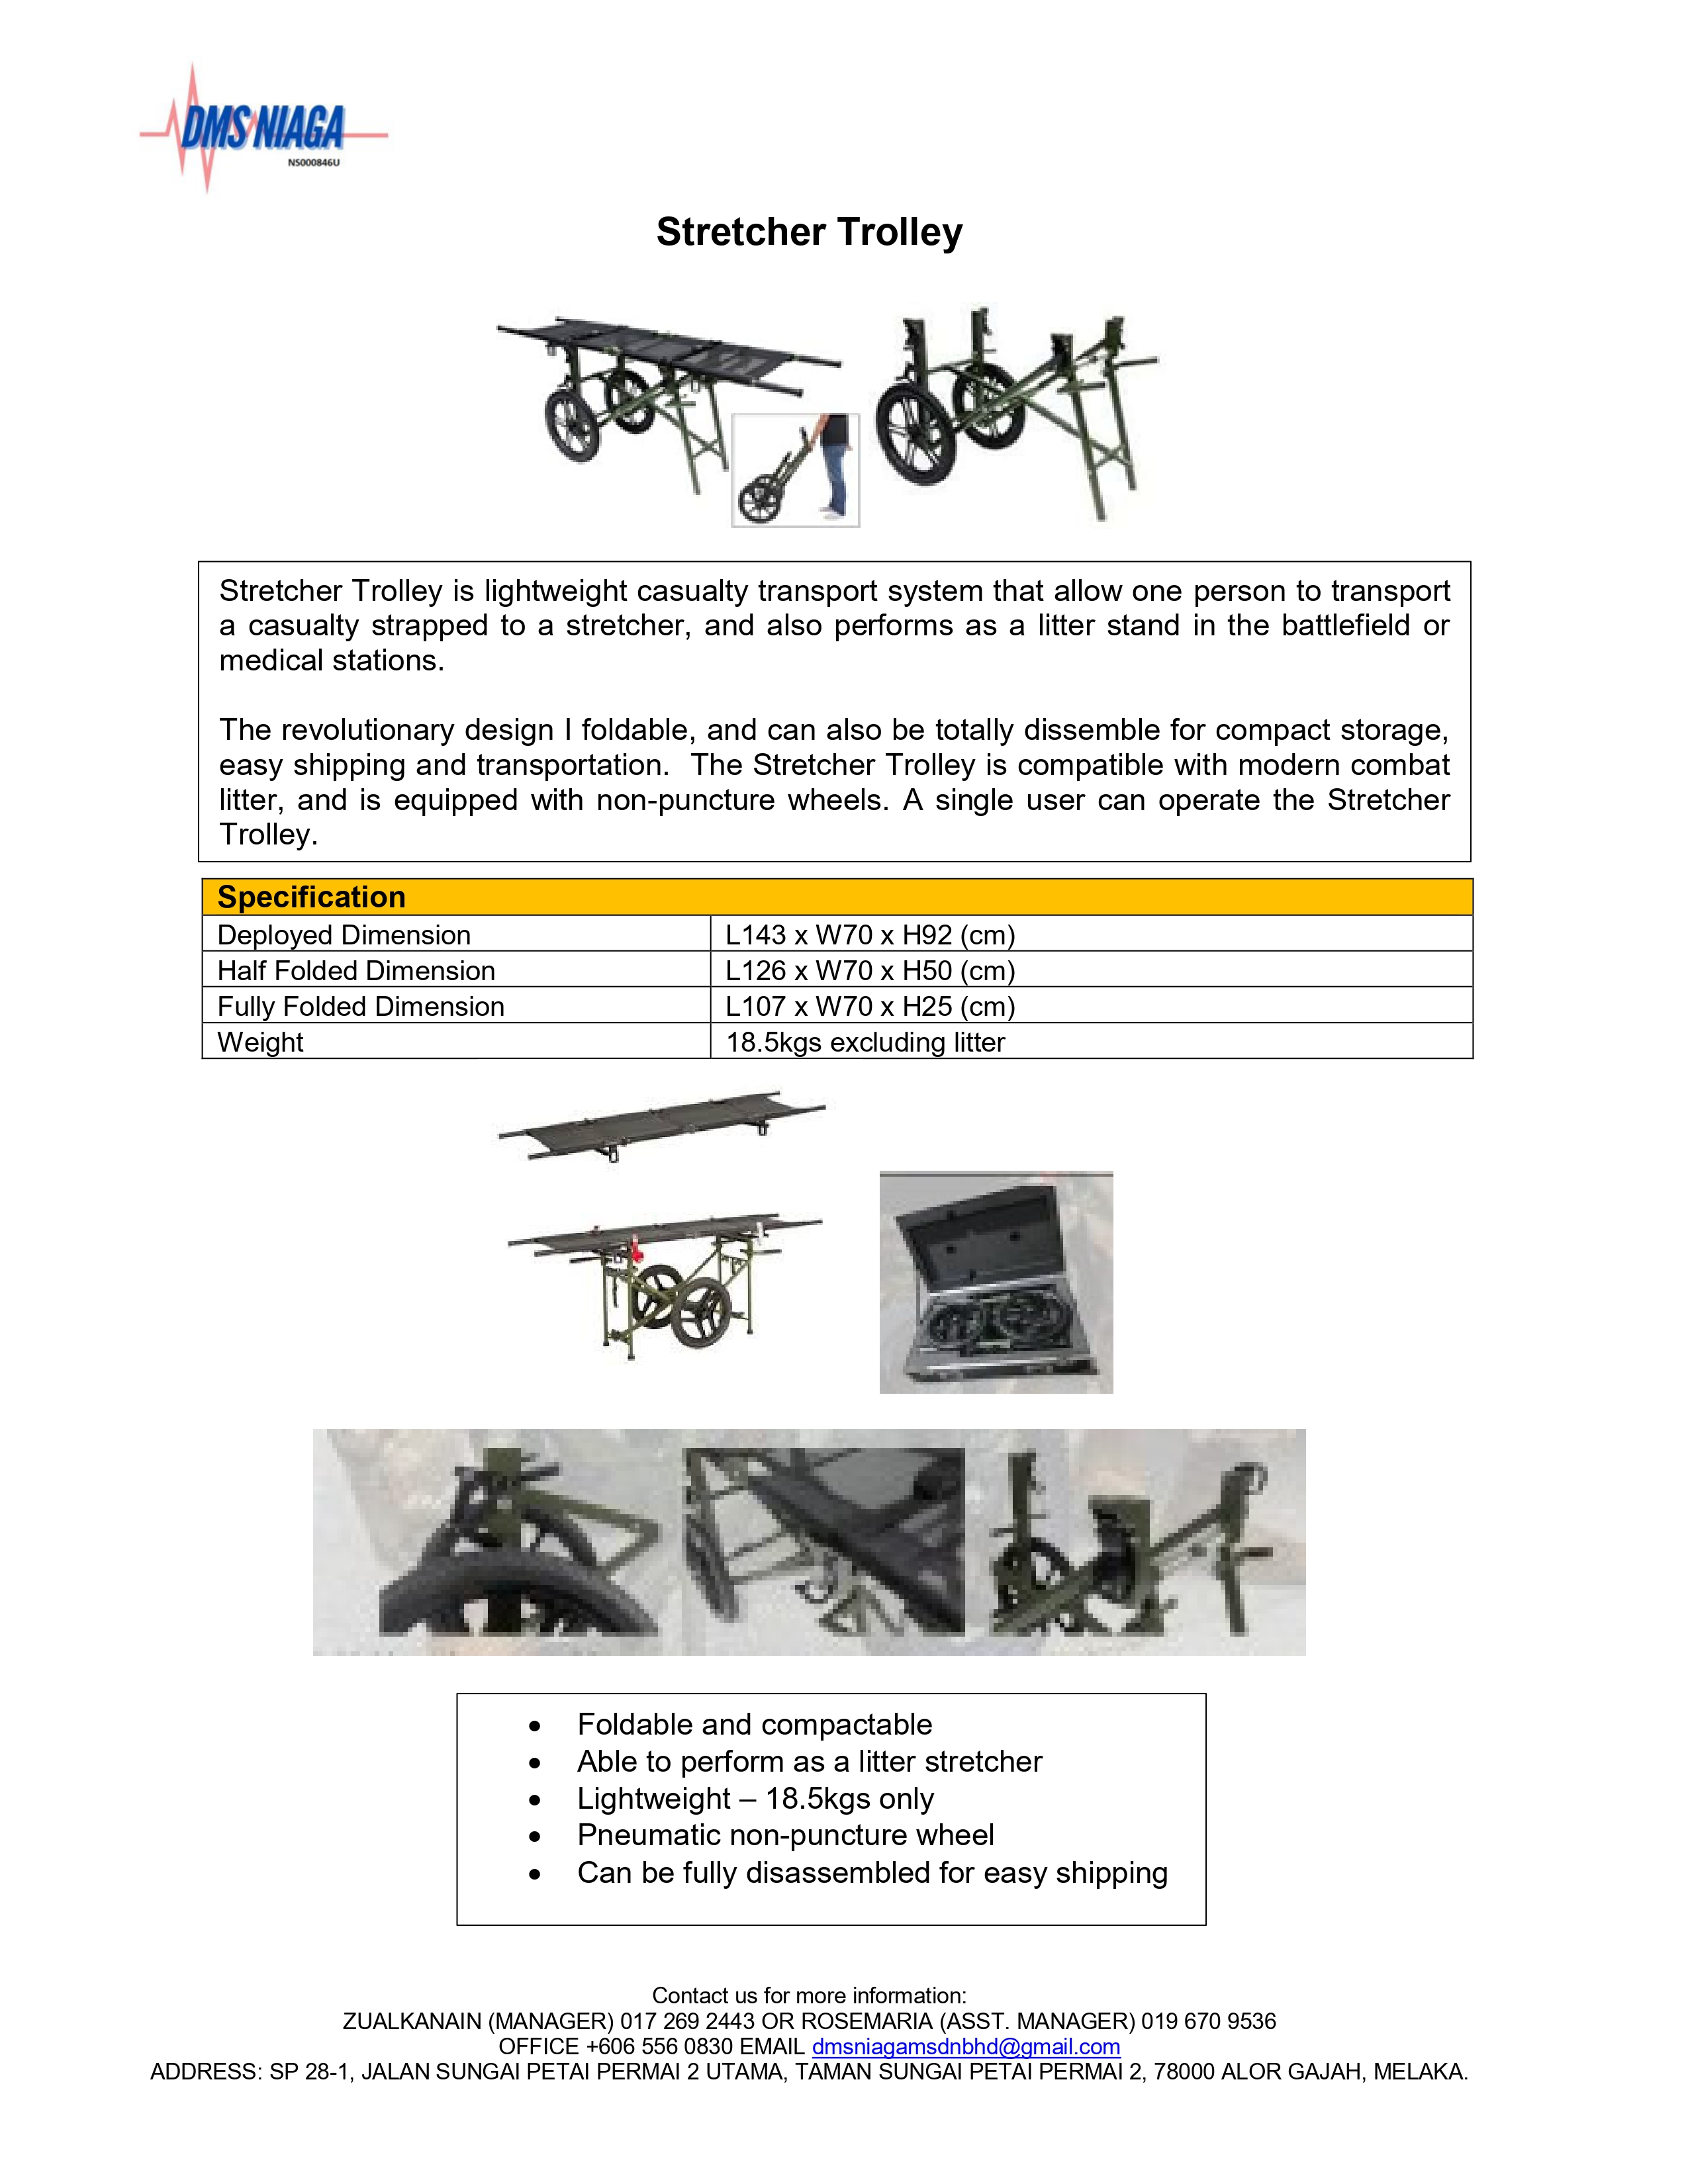 DMS NIAGA
NS000846U
Stretcher Trolley
Stretcher Trolley is lightweight casualty transport system that allow one person to transport
a casualty strapped to a stretcher, and also performs as a litter stand in the battlefield or
medical stations.
The revolutionary design I foldable, and can also be totally dissemble for compact storage,
easy shipping and transportation. The Stretcher Trolley is compatible with modern combat
litter, and is equipped with non-puncture wheels. A single user can operate the Stretcher
Trolley.
Specification
Deployed Dimension L143 x W70 x H92 (cm)
Half Folded Dimension L126 x W70 x H50 (cm)
Fully Folded Dimension L107 x W70 x H25 (cm)
Weight 18.5kgs excluding litter
• Foldable and compactable
• Able to perform as a litter stretcher
• Lightweight – 18.5kgs only
• Pneumatic non-puncture wheel
• Can be fully disassembled for easy shipping
Contact us for more information:
ZUALKANAIN (MANAGER) 017 269 2443 OR ROSEMARIA (ASST. MANAGER) 019 670 9536
OFFICE +606 556 0830 EMAIL dmsniagamsdnbhd@gmail.com
ADDRESS: SP 28-1, JALAN SUNGAI PETAI PERMAI 2 UTAMA, TAMAN SUNGAI PETAI PERMAI 2, 78000 ALOR GAJAH, MELAKA.